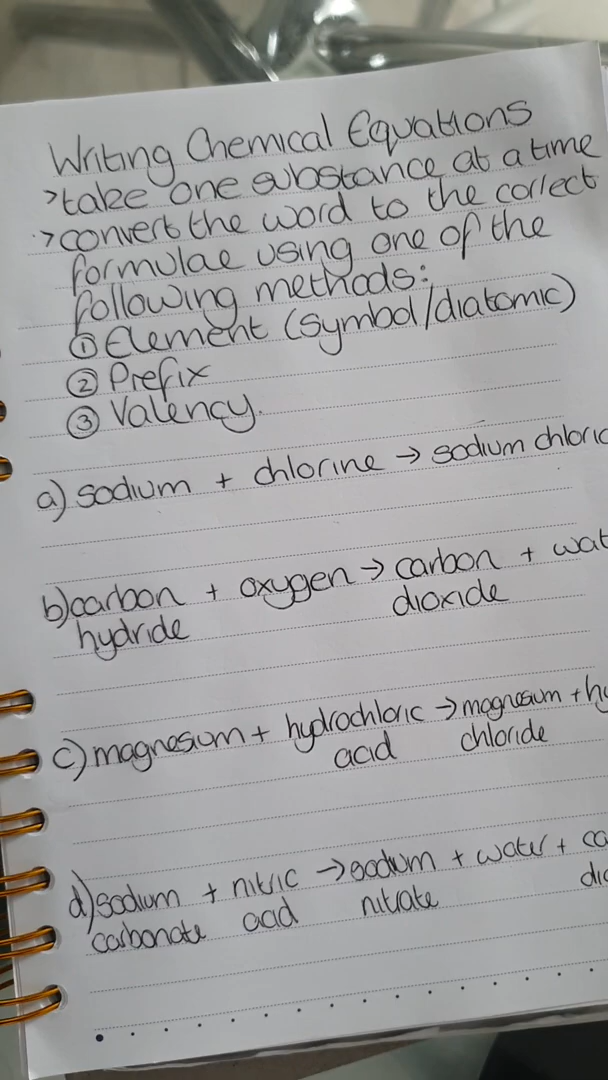 Writing Chemical Equations
>take one substance at a time
>convert the word to the correct
formulae using one of the
following methods:
① Element (symbol/diatomic)
② Prefix
③ Valency.
a) sodium + chlorine → sodium chloric
b) carbon + oxygen → carbon + wat
hydride dioxide
c) magnesium + hydrochloric → magnesium + hy
acid chloride
d) sodium + nitric → sodium + water + ca
carbonate acid nitrate dic